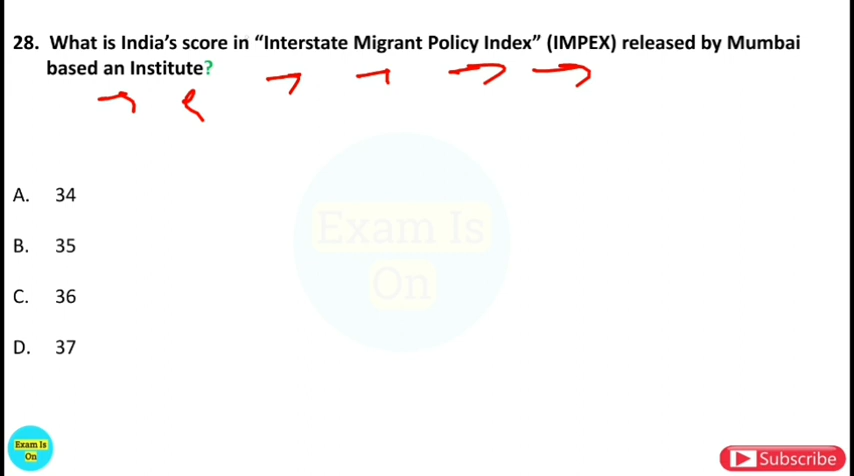 28. What is India's score in “Interstate Migrant Policy Index” (IMPEX) released by Mumbai
based an Institute?
Exam Is
On
A. 34
B. 35
C. 36
D. 37
Exam Is
On
Subscribe